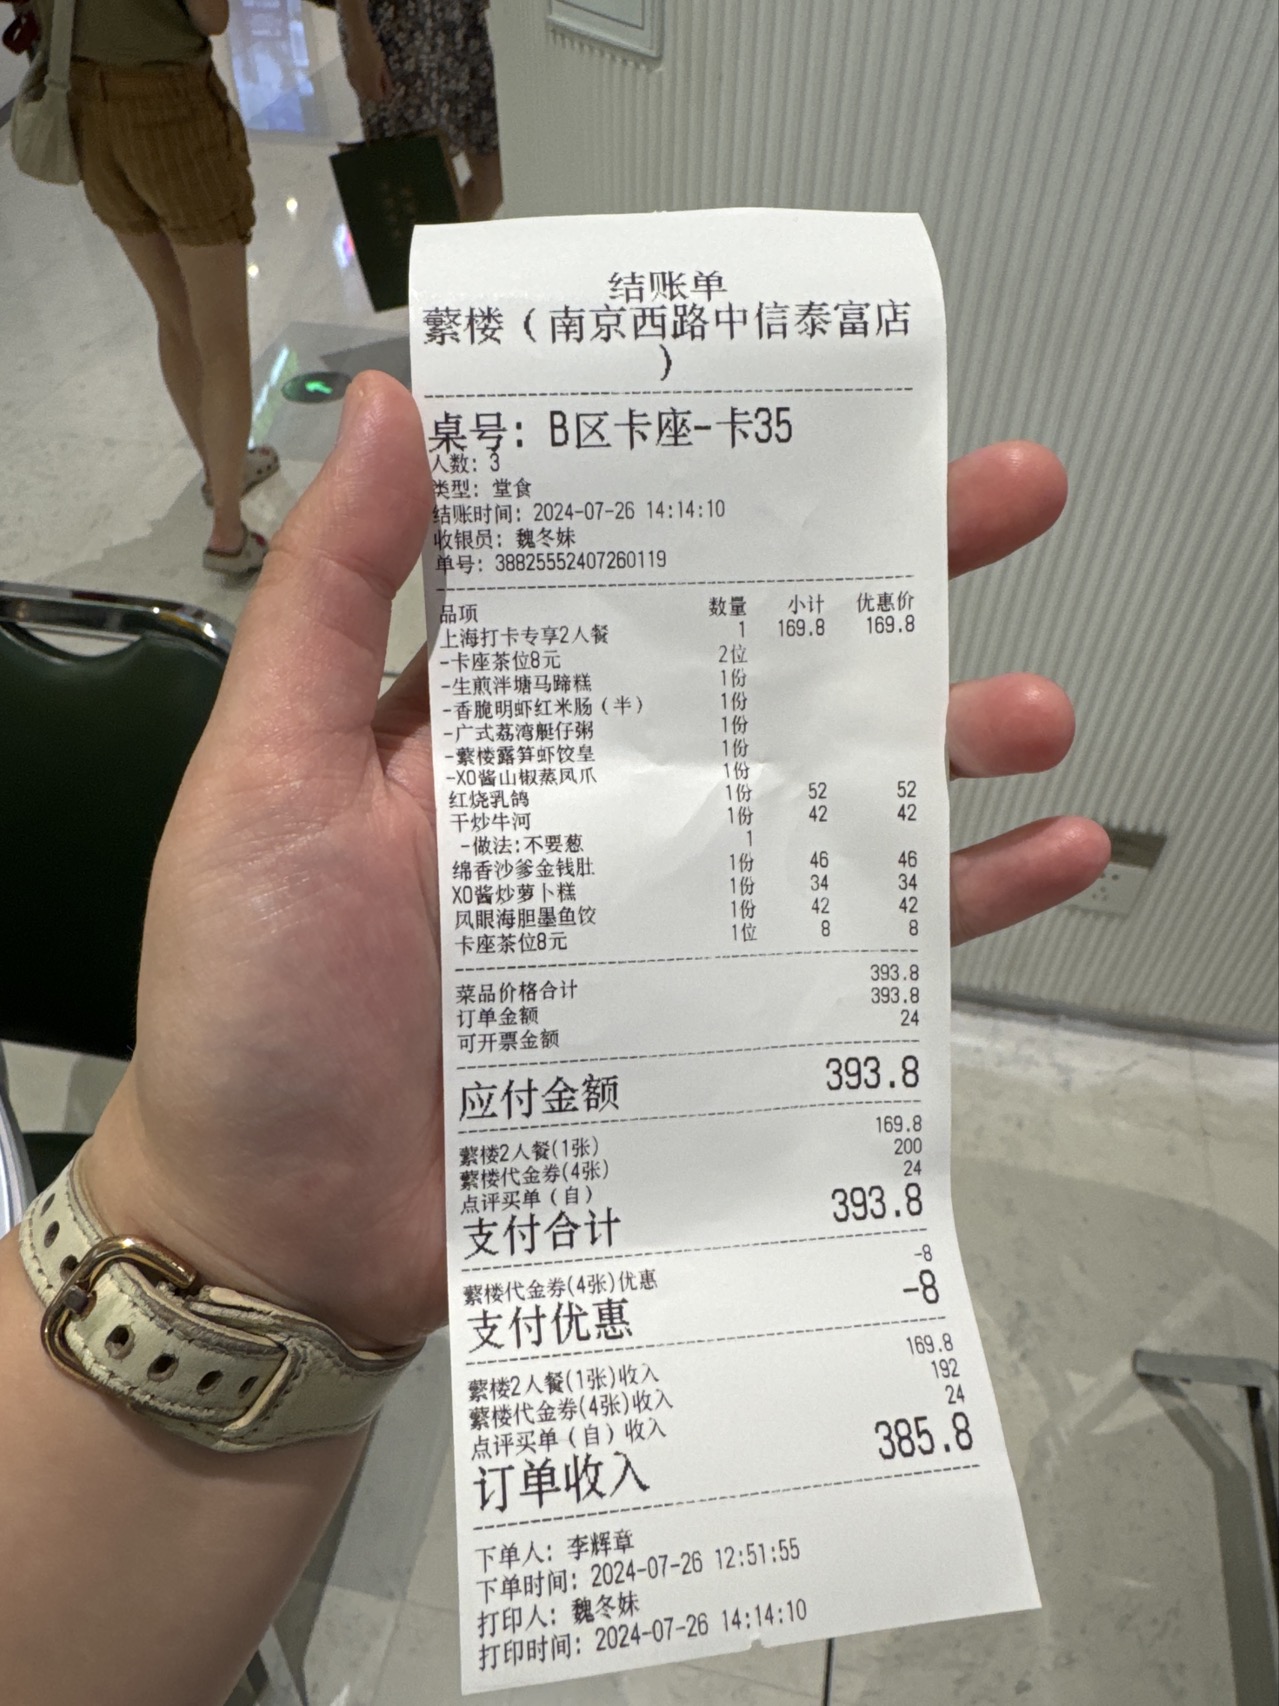 结账单
蘩楼（南京西路中信泰富店
）
桌号: B区卡座-卡35
人数: 3
类型: 堂食
结账时间: 2024-07-26 14:14:10
收银员: 魏冬妹
单号: 38825552407260119
品项 数量 小计 优惠价
上海打卡专享2人餐 1 169.8 169.8
-卡座茶位8元 2位
-生煎泮塘马蹄糕 1份
-香脆明虾红米肠（半） 1份
-广式荔湾艇仔粥 1份
-蘩楼露笋虾饺皇 1份
-XO酱山椒蒸凤爪 1份
红烧乳鸽 1份 52 52
干炒牛河 1份 42 42
-做法:不要葱 1
绵香沙爹金钱肚 1份 46 46
XO酱炒萝卜糕 1份 34 34
凤眼海胆墨鱼饺 1份 42 42
卡座茶位8元 1位 8 8
菜品价格合计 393.8
订单金额 393.8
可开票金额 24
应付金额 393.8
蘩楼2人餐(1张) 169.8
蘩楼代金券(4张) 200
点评买单（自） 24
支付合计 393.8
蘩楼代金券(4张)优惠 -8
支付优惠 -8
蘩楼2人餐(1张)收入 169.8
蘩楼代金券(4张)收入 192
点评买单（自）收入 24
订单收入 385.8
下单人: 李辉章
下单时间: 2024-07-26 12:51:55
打印人: 魏冬妹
打印时间: 2024-07-26 14:14:10